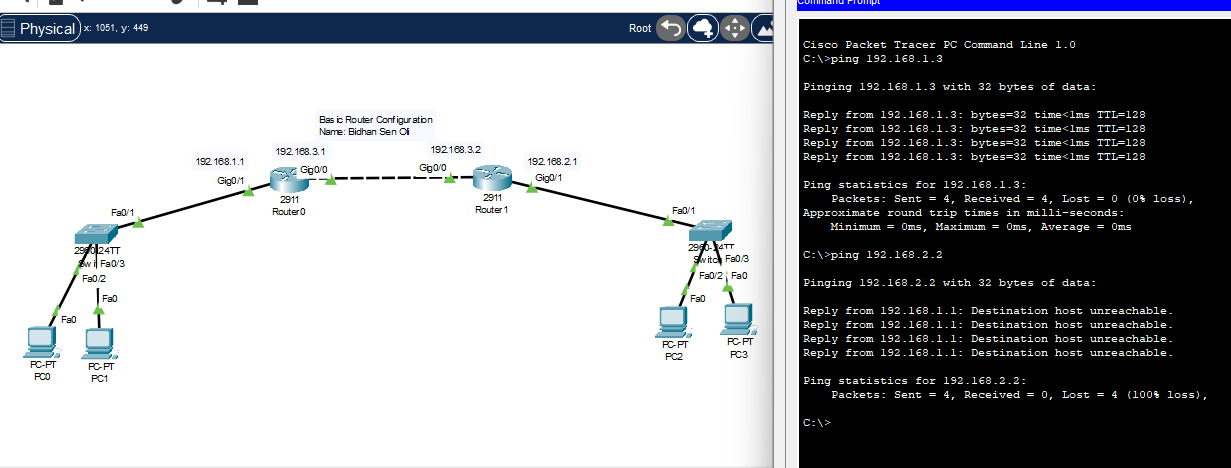 Physical x: 1051, y: 449
Root
Basic Router Configuration
Name: Bidhan Sen Oli
192.168.1.1
192.168.3.1
192.168.3.2
192.168.2.1
Gig0/1
Gig0/0
Gig0/0
Gig0/1
2911
Router0
2911
Router1
Fa0/1
Fa0/1
2960-24TT
Fa0/3
Fa0/2
Fa0
Fa0
PC-PT
PC0
PC-PT
PC1
2960-24TT
Switch Fa0/3
Fa0/2
Fa0
Fa0
PC-PT
PC2
PC-PT
PC3
Command Prompt
Cisco Packet Tracer PC Command Line 1.0
C:\>ping 192.168.1.3
Pinging 192.168.1.3 with 32 bytes of data:
Reply from 192.168.1.3: bytes=32 time<1ms TTL=128
Reply from 192.168.1.3: bytes=32 time<1ms TTL=128
Reply from 192.168.1.3: bytes=32 time<1ms TTL=128
Reply from 192.168.1.3: bytes=32 time<1ms TTL=128
Ping statistics for 192.168.1.3:
Packets: Sent = 4, Received = 4, Lost = 0 (0% loss),
Approximate round trip times in milli-seconds:
Minimum = 0ms, Maximum = 0ms, Average = 0ms
C:\>ping 192.168.2.2
Pinging 192.168.2.2 with 32 bytes of data:
Reply from 192.168.1.1: Destination host unreachable.
Reply from 192.168.1.1: Destination host unreachable.
Reply from 192.168.1.1: Destination host unreachable.
Reply from 192.168.1.1: Destination host unreachable.
Ping statistics for 192.168.2.2:
Packets: Sent = 4, Received = 0, Lost = 4 (100% loss),
C:\>